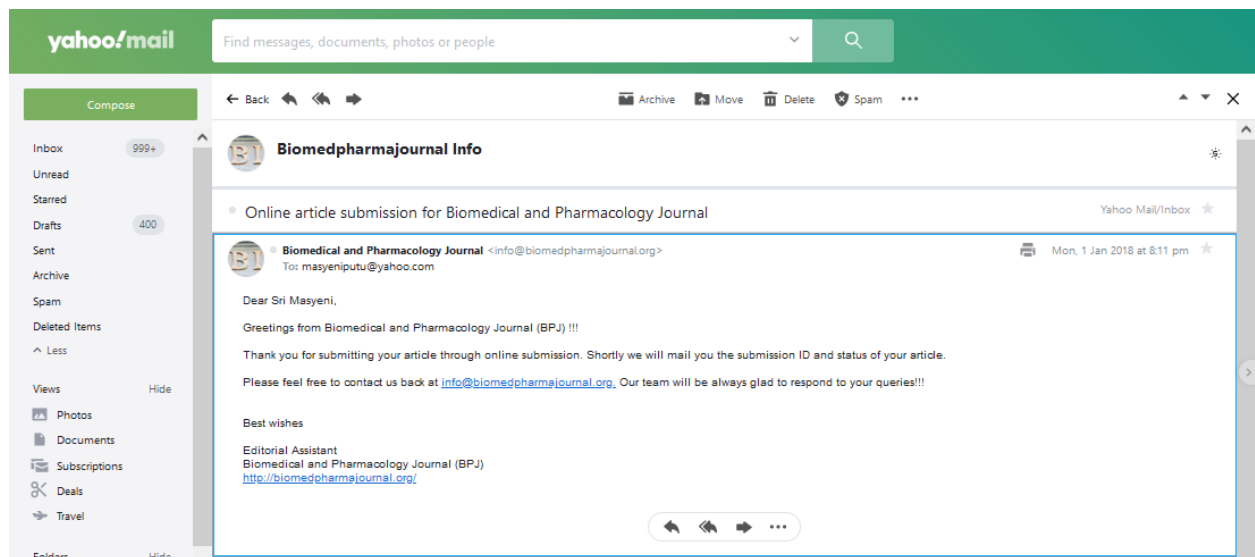 yahoo!mail
Find messages, documents, photos or people
Compose
Back
Archive
Move
Delete
Spam
Inbox 999+
Unread
Starred
Drafts 400
Sent
Archive
Spam
Deleted Items
Less
Views Hide
Photos
Documents
Subscriptions
Deals
Travel
Folders Hide
BI
Biomedpharmajournal Info
Online article submission for Biomedical and Pharmacology Journal
Yahoo Mail/Inbox
BI
Biomedical and Pharmacology Journal <info@biomedpharmajournal.org>
Mon, 1 Jan 2018 at 8:11 pm
To: masyeniputu@yahoo.com
Dear Sri Masyeni,
Greetings from Biomedical and Pharmacology Journal (BPJ) !!!
Thank you for submitting your article through online submission. Shortly we will mail you the submission ID and status of your article.
Please feel free to contact us back at info@biomedpharmajournal.org. Our team will be always glad to respond to your queries!!!
Best wishes
Editorial Assistant
Biomedical and Pharmacology Journal (BPJ)
http://biomedpharmajournal.org/